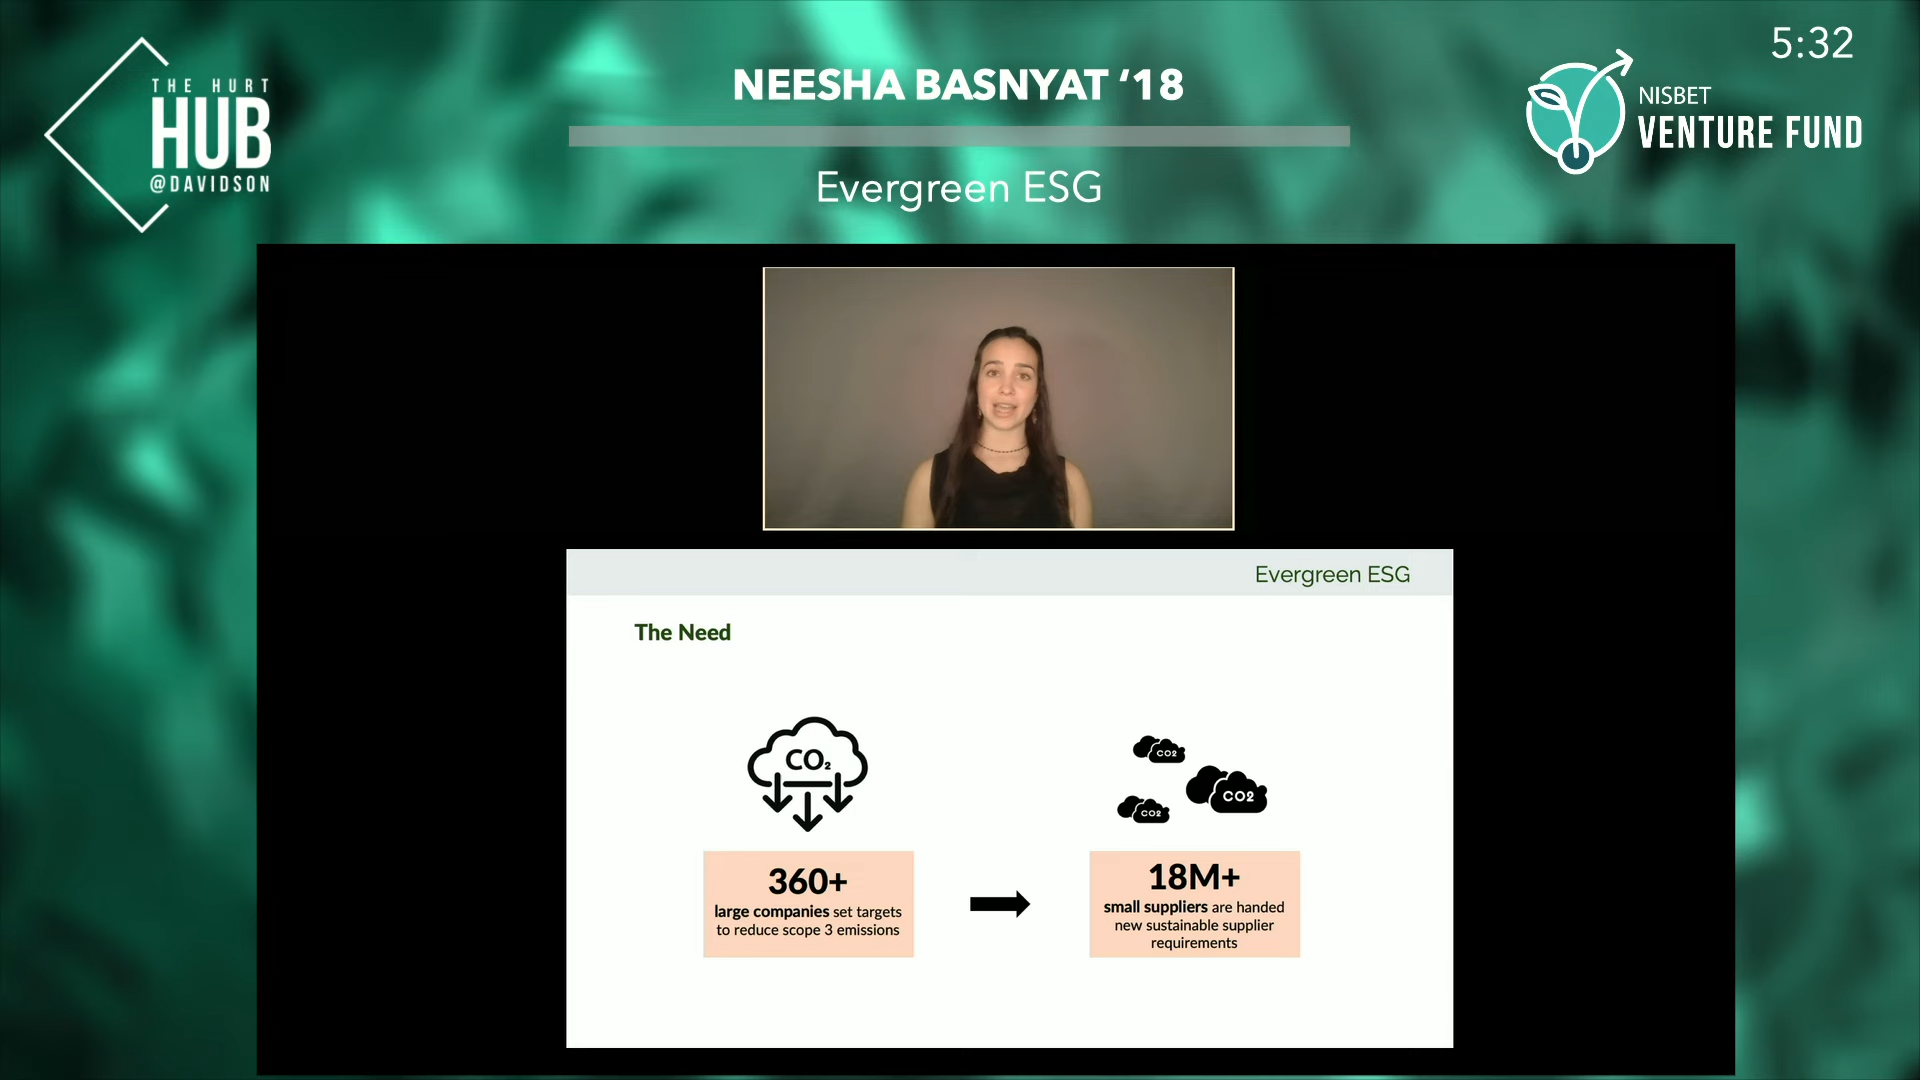 THE HURT
HUB
@DAVIDSON
NEESHA BASNYAT ‘18
Evergreen ESG
5:32
NISBET
VENTURE FUND
Evergreen ESG
The Need
CO₂
CO2
CO2
CO2
360+
large companies set targets
to reduce scope 3 emissions
18M+
small suppliers are handed
new sustainable supplier
requirements